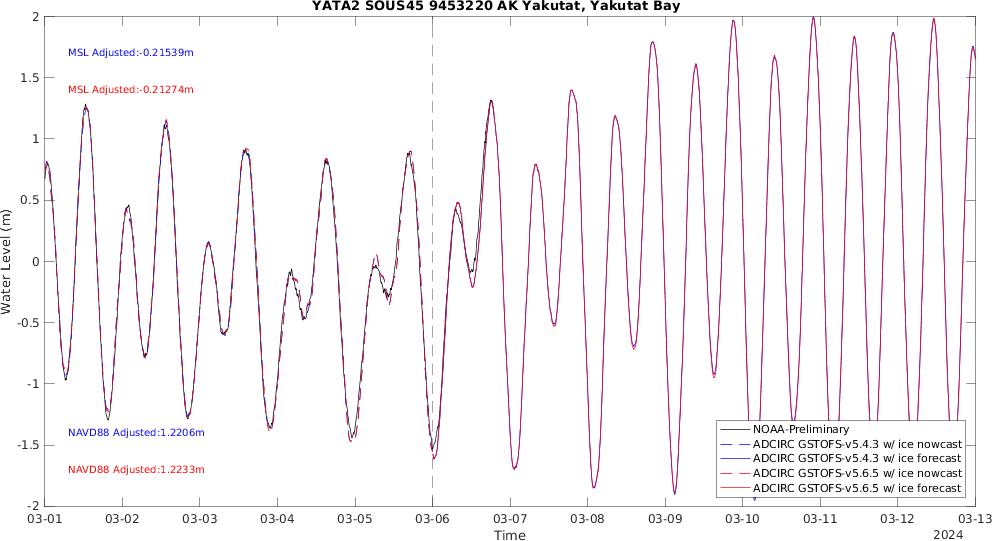 YATA2 SOUS45 9453220 AK Yakutat, Yakutat Bay
MSL Adjusted:-0.21539m
MSL Adjusted:-0.21274m
NAVD88 Adjusted:1.2206m
NAVD88 Adjusted:1.2233m
Water Level (m)
2
1.5
1
0.5
0
-0.5
-1
-1.5
-2
NOAA-Preliminary
ADCIRC GSTOFS-v5.4.3 w/ ice nowcast
ADCIRC GSTOFS-v5.4.3 w/ ice forecast
ADCIRC GSTOFS-v5.6.5 w/ ice nowcast
ADCIRC GSTOFS-v5.6.5 w/ ice forecast
03-01 03-02 03-03 03-04 03-05 03-06 03-07 03-08 03-09 03-10 03-11 03-12 03-13
Time
2024